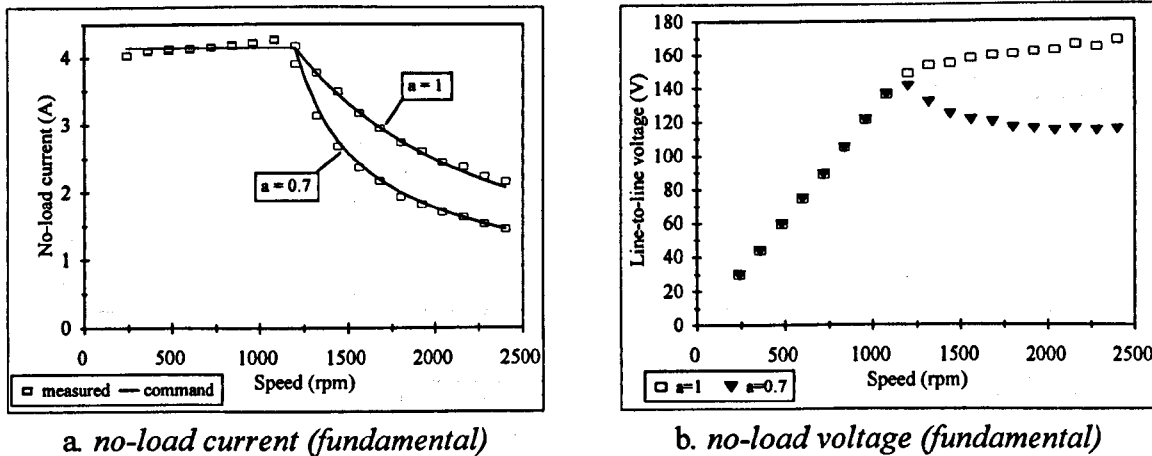 No-load current (A)
4
3
2
1
0
a = 1
a = 0.7
0 500 1000 1500 2000 2500
measured command
Speed (rpm)
a. no-load current (fundamental)
Line-to-line voltage (V)
180
160
140
120
100
80
60
40
20
0
0 500 1000 1500 2000 2500
a=1 a=0.7
Speed (rpm)
b. no-load voltage (fundamental)